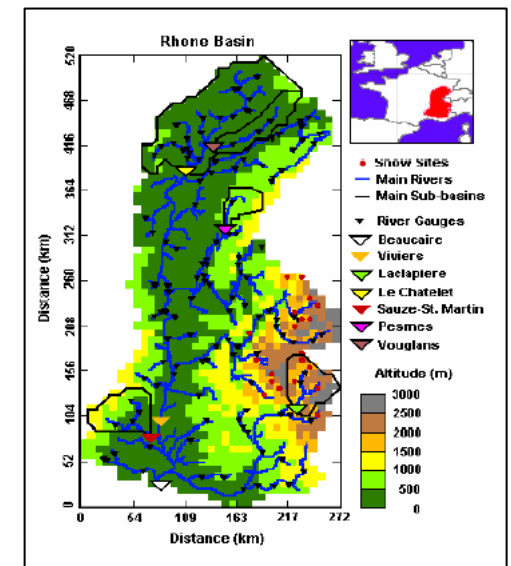 Rhone Basin
520
468
416
364
312
260
208
156
104
52
0
Distance (km)
0 54 109 163 217 272
Distance (km)
Snow Sites
Main Rivers
Main Sub-basins
River Gauges
Beaucaire
Viviers
Laclapiere
Le Chatelet
Sauze-St. Martin
Pesmes
Vouglans
Altitude (m)
3000
2500
2000
1500
1000
500
0